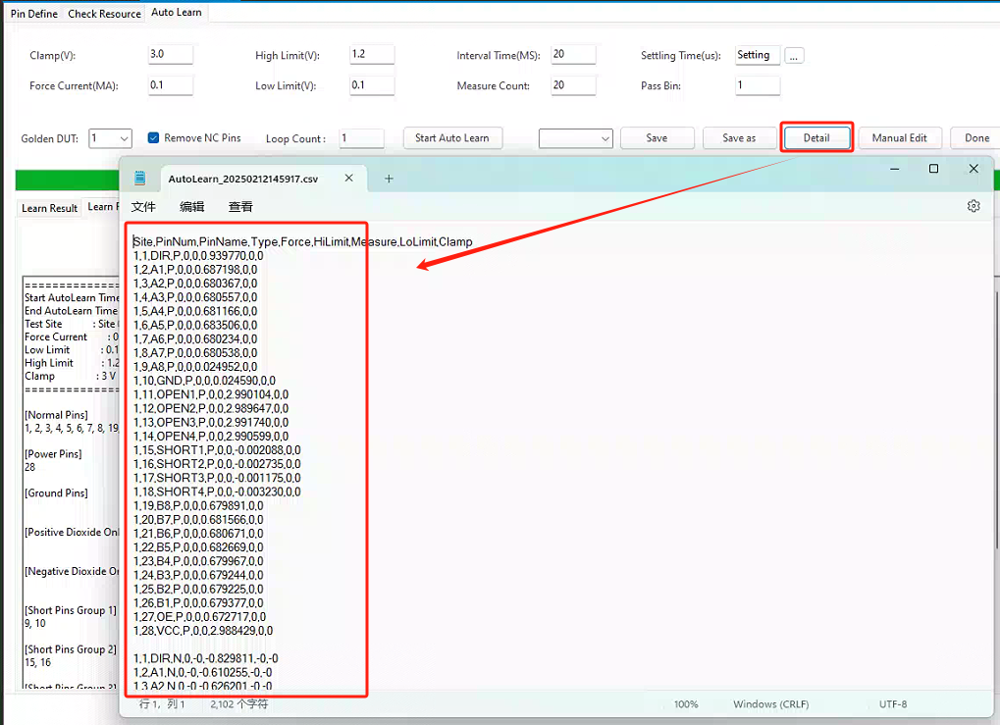 Pin Define Check Resource Auto Learn
Clamp(V): 3.0 High Limit(V): 1.2 Interval Time(MS): 20 Settling Time(us): Setting ...
Force Current(MA): 0.1 Low Limit(V): 0.1 Measure Count: 20 Pass Bin: 1
Golden DUT: 1 Remove NC Pins Loop Count : 1 Start Auto Learn Save Save as Detail Manual Edit Done
AutoLearn_20250212145917.csv
Learn Result Learn
文件 编辑 查看
Site,PinNum,PinName,Type,Force,HiLimit,Measure,LoLimit,Clamp
1,1,DIR,P,0,0,0.939770,0,0
1,2,A1,P,0,0,0.687198,0,0
1,3,A2,P,0,0,0.680367,0,0
1,4,A3,P,0,0,0.680557,0,0
1,5,A4,P,0,0,0.681166,0,0
1,6,A5,P,0,0,0.683506,0,0
1,7,A6,P,0,0,0.680234,0,0
1,8,A7,P,0,0,0.680538,0,0
1,9,A8,P,0,0,0.024952,0,0
1,10,GND,P,0,0,0.024590,0,0
1,11,OPEN1,P,0,0,2.990104,0,0
1,12,OPEN2,P,0,0,2.989647,0,0
1,13,OPEN3,P,0,0,2.991740,0,0
1,14,OPEN4,P,0,0,2.990599,0,0
1,15,SHORT1,P,0,0,-0.002088,0,0
1,16,SHORT2,P,0,0,-0.002735,0,0
1,17,SHORT3,P,0,0,-0.001175,0,0
1,18,SHORT4,P,0,0,-0.003230,0,0
1,19,B8,P,0,0,0.679891,0,0
1,20,B7,P,0,0,0.681566,0,0
1,21,B6,P,0,0,0.680671,0,0
1,22,B5,P,0,0,0.682669,0,0
1,23,B4,P,0,0,0.679967,0,0
1,24,B3,P,0,0,0.679244,0,0
1,25,B2,P,0,0,0.679225,0,0
1,26,B1,P,0,0,0.679377,0,0
1,27,OE,P,0,0,0.672717,0,0
1,28,VCC,P,0,0,2.988429,0,0
1,1,DIR,N,0,-0,-0.829811,-0,-0
1,2,A1,N,0,-0,-0.610255,-0,-0
1,3,A2,N,0,-0,-0.626201,-0,-0
行 1，列 1 2,102 个字符 100% Windows (CRLF) UTF-8
==============
Start AutoLearn Time
End AutoLearn Time
Test Site : Site
Force Current : 0
Low Limit : 0.1
High Limit : 1.2
Clamp : 3 V
==============
[Normal Pins]
1, 2, 3, 4, 5, 6, 7, 8, 19,
[Power Pins]
28
[Ground Pins]
[Positive Dioxide Onl
[Negative Dioxide On
[Short Pins Group 1]
9, 10
[Short Pins Group 2]
15, 16
[Short Pins Group 3]